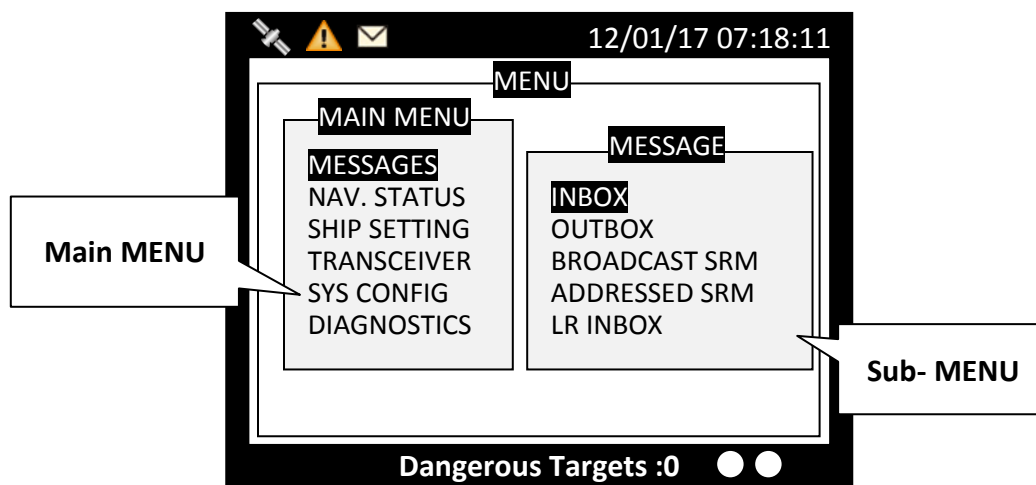 12/01/17 07:18:11
MENU
MAIN MENU
MESSAGES
NAV. STATUS
SHIP SETTING
TRANSCEIVER
SYS CONFIG
DIAGNOSTICS
MESSAGE
INBOX
OUTBOX
BROADCAST SRM
ADDRESSED SRM
LR INBOX
Main MENU
Sub- MENU
Dangerous Targets :0